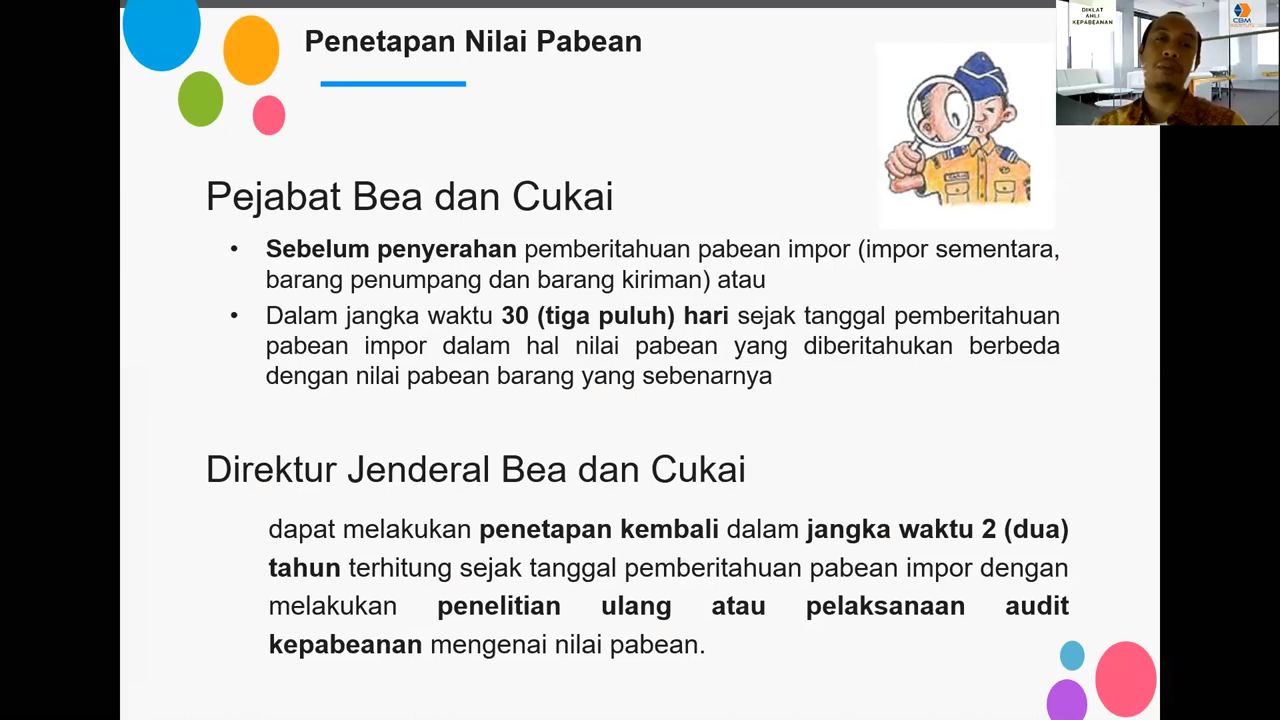 Penetapan Nilai Pabean
DIKLAT
AHLI
KEPABEANAN
CBM
Pejabat Bea dan Cukai
• Sebelum penyerahan pemberitahuan pabean impor (impor sementara,
barang penumpang dan barang kiriman) atau
• Dalam jangka waktu 30 (tiga puluh) hari sejak tanggal pemberitahuan
pabean impor dalam hal nilai pabean yang diberitahukan berbeda
dengan nilai pabean barang yang sebenarnya
Direktur Jenderal Bea dan Cukai
dapat melakukan penetapan kembali dalam jangka waktu 2 (dua)
tahun terhitung sejak tanggal pemberitahuan pabean impor dengan
melakukan penelitian ulang atau pelaksanaan audit
kepabeanan mengenai nilai pabean.